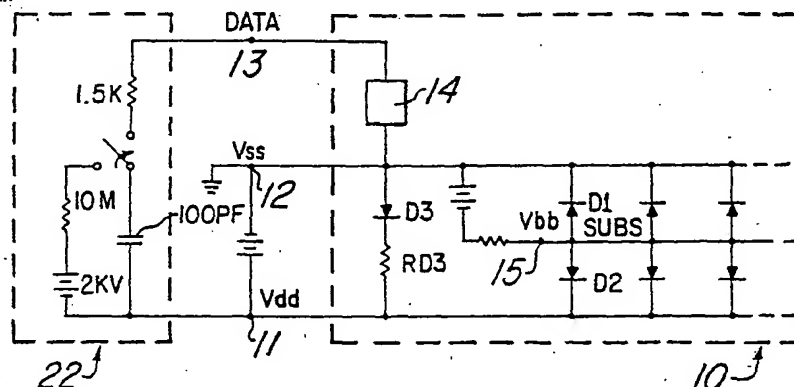 DATA
13
14
1.5K
Vss
12
10M
100PF
D3
Vbb
D1
SUBS
15
RD3
D2
2KV
Vdd
11
22
10